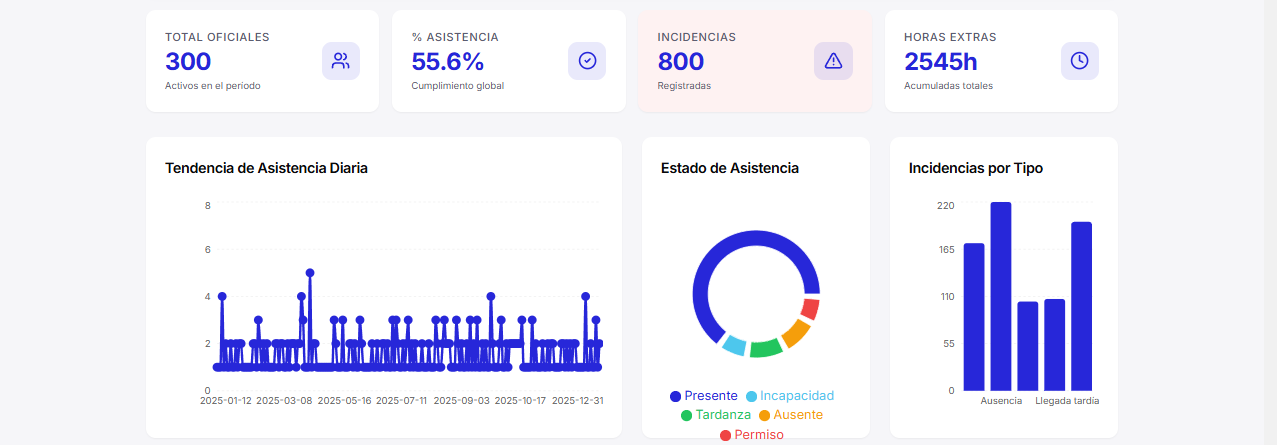 TOTAL OFICIALES
300
Activos en el período
% ASISTENCIA
55.6%
Cumplimiento global
INCIDENCIAS
800
Registradas
HORAS EXTRAS
2545h
Acumuladas totales
Tendencia de Asistencia Diaria
8
6
4
2
0
2025-01-12 2025-03-08 2025-05-16 2025-07-11 2025-09-03 2025-10-17 2025-12-31
Estado de Asistencia
Presente Incapacidad
Tardanza Ausente
Permiso
Incidencias por Tipo
220
165
110
55
0
Ausencia Llegada tardía